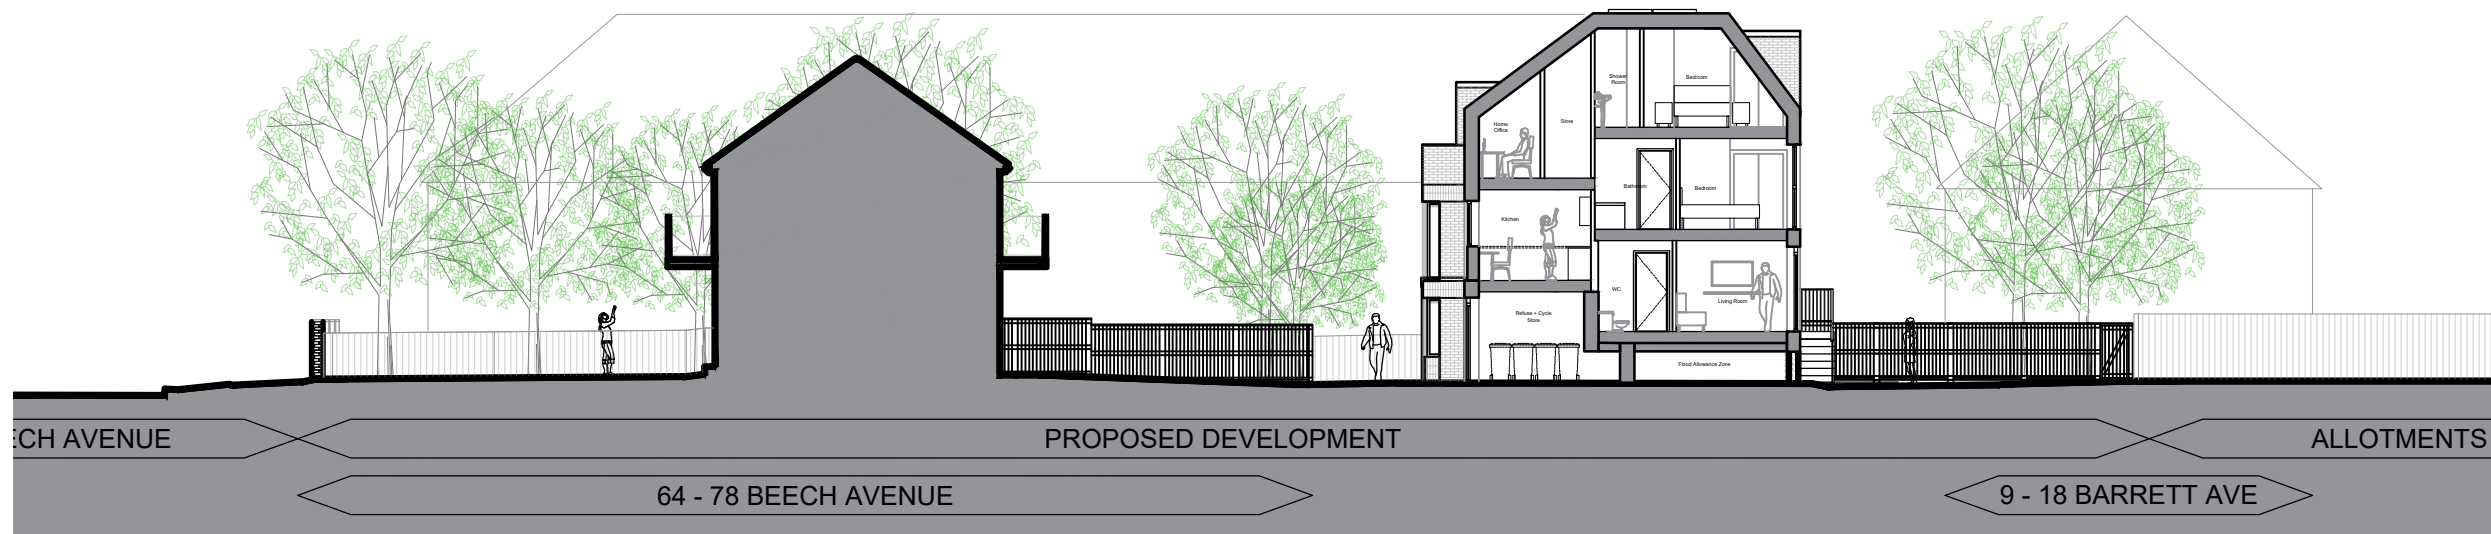 Shower
Room
Bedroom
Home
Office
Store
Bathroom
Bedroom
Kitchen
WC
Living Room
Refuse + Cycle
Store
Flood Allowance Zone
ECH AVENUE
PROPOSED DEVELOPMENT
ALLOTMENTS
64 - 78 BEECH AVENUE
9 - 18 BARRETT AVE